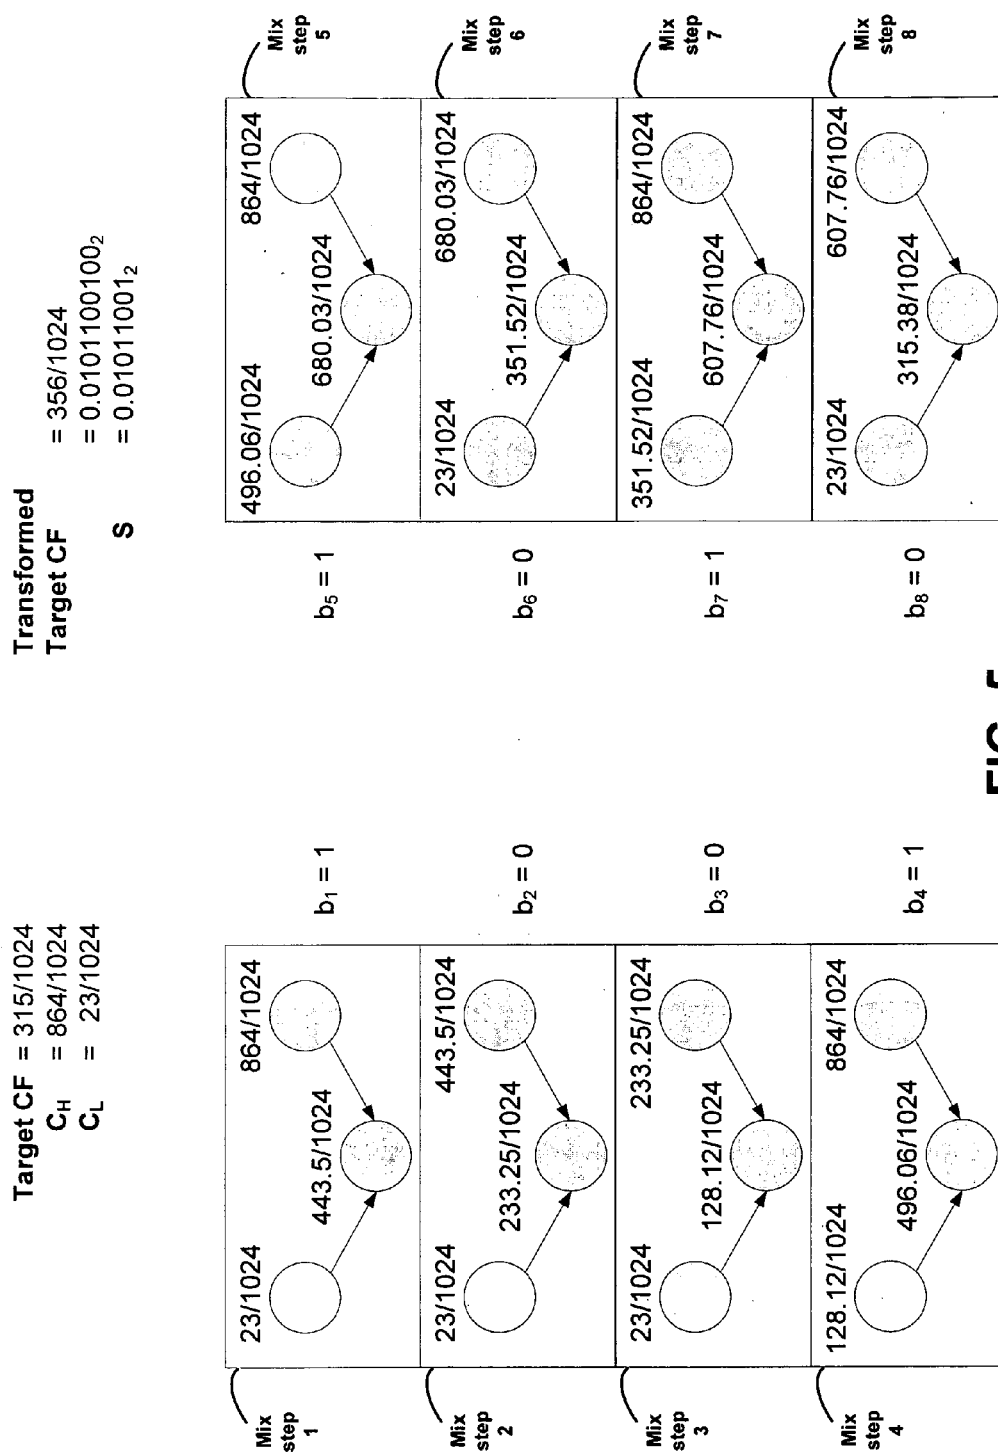 Target CF = 315/1024
C_H = 864/1024
C_L = 23/1024
Transformed
Target CF = 356/1024
= 0.0101100100₂
S = 0.01011001₂
Mix step 1
23/1024
864/1024
443.5/1024
b₁ = 1
Mix step 2
23/1024
443.5/1024
233.25/1024
b₂ = 0
Mix step 3
23/1024
233.25/1024
128.12/1024
b₃ = 0
Mix step 4
128.12/1024
864/1024
496.06/1024
b₄ = 1
b₅ = 1
496.06/1024
864/1024
680.03/1024
Mix step 5
b₆ = 0
23/1024
680.03/1024
351.52/1024
Mix step 6
b₇ = 1
351.52/1024
864/1024
607.76/1024
Mix step 7
b₈ = 0
23/1024
607.76/1024
315.38/1024
Mix step 8